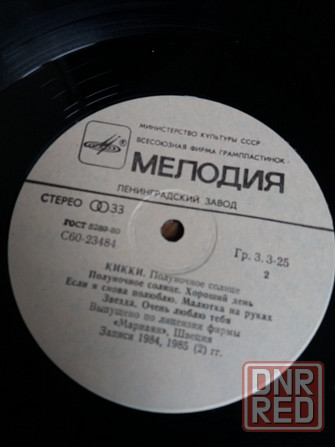 МИНИСТЕРСТВО КУЛЬТУРЫ СССР
ВСЕСОЮЗНАЯ ФИРМА ГРАМПЛАСТИНОК
МЕЛОДИЯ
ЛЕНИНГРАДСКИЙ ЗАВОД
СТЕРЕО 33
ГОСТ 5289-80
С60-23484
Гр. 3. 3-25
2
КИККИ. Полуночное солнце
Полуночное солнце. Хороший день
Если я снова полюблю. Малютка на руках
Звезда. Очень люблю тебя
Выпущено по лицензии фирмы
«Мариан», Швеция
Записи 1984, 1985 (2) гг.
DNR
RED